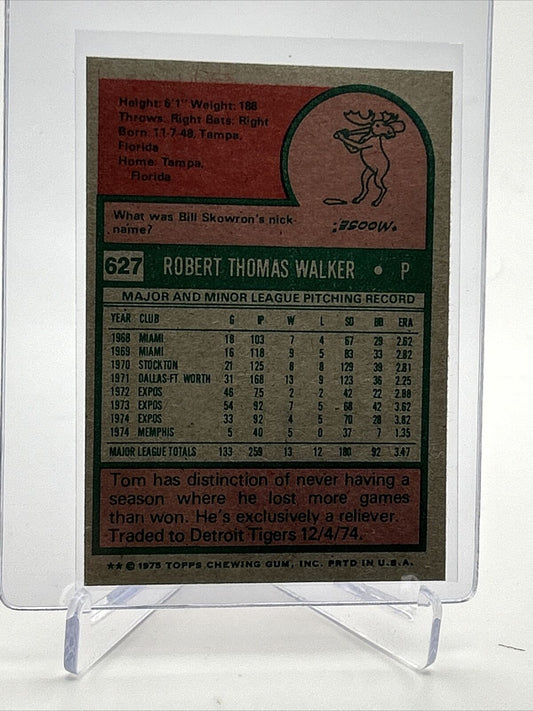 Height: 6'1" Weight: 188
Throws: Right Bats: Right
Born: 11-7-48, Tampa,
Florida
Home: Tampa,
Florida
What was Bill Skowron's nick-
name?
"MOOSE."
627 ROBERT THOMAS WALKER • P
MAJOR AND MINOR LEAGUE PITCHING RECORD
YEAR CLUB G IP W L SO BB ERA
1968 MIAMI 18 103 7 4 67 29 2.62
1969 MIAMI 16 118 9 5 83 33 2.82
1970 STOCKTON 21 125 8 8 129 39 2.81
1971 DALLAS-FT. WORTH 31 168 13 9 123 36 2.25
1972 EXPOS 46 75 2 2 42 22 2.88
1973 EXPOS 54 92 7 5 68 42 3.62
1974 EXPOS 33 92 4 5 70 28 3.82
1974 MEMPHIS 5 40 5 0 37 7 1.35
MAJOR LEAGUE TOTALS 133 259 13 12 180 92 3.47
Tom has distinction of never having a
season where he lost more games
than won. He's exclusively a reliever.
Traded to Detroit Tigers 12/4/74.
★★ © 1975 TOPPS CHEWING GUM, INC. PRTD IN U.S.A.